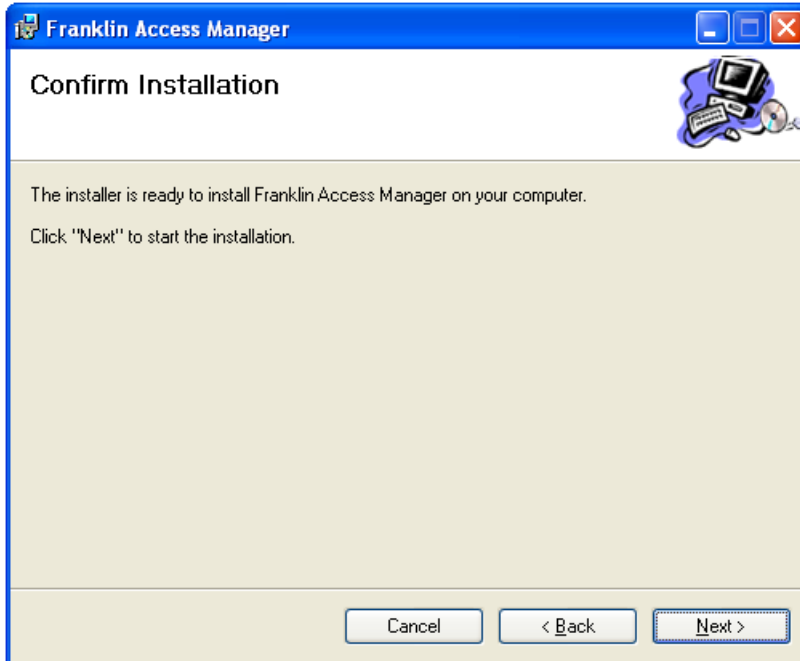 Franklin Access Manager
Confirm Installation
The installer is ready to install Franklin Access Manager on your computer.
Click "Next" to start the installation.
Cancel
< Back
Next >